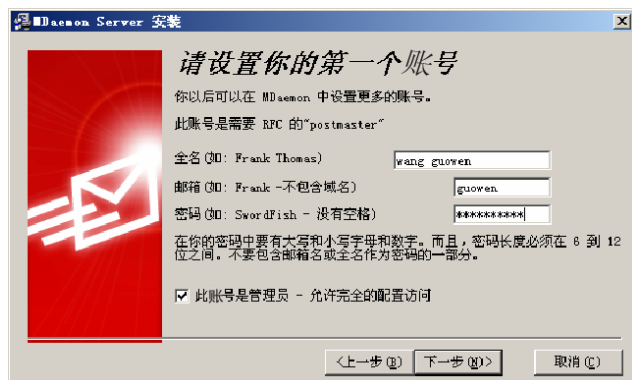 MDaemon Server 安装
请设置你的第一个账号
你以后可以在 MDaemon 中设置更多的账号。
此账号是需要 RFC 的"postmaster"
全名(如: Frank Thomas)
wang guowen
邮箱(如: Frank -不包含域名)
guowen
密码(如: SwordFish - 没有空格)
**********
在你的密码中要有大写和小写字母和数字。而且，密码长度必须在 6 到 12
位之间。不要包含邮箱名或全名作为密码的一部分。
此账号是管理员 - 允许完全的配置访问
<上一步(B)
下一步(N)>
取消(C)